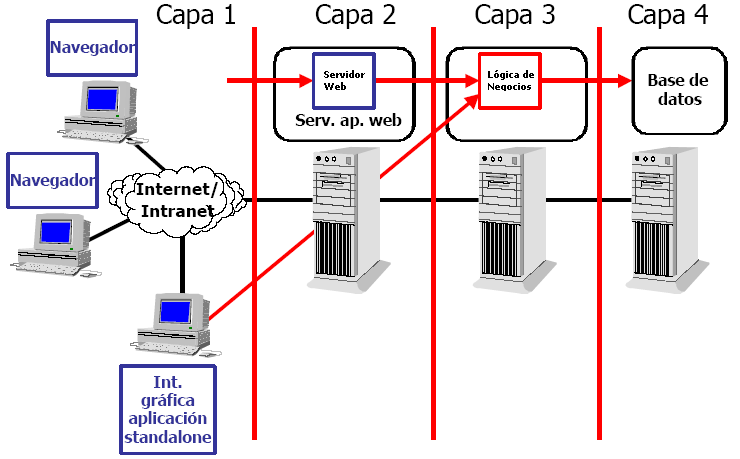 Capa 1
Capa 2
Capa 3
Capa 4
Navegador
Servidor
Web
Serv. ap. web
Lógica de
Negocios
Base de
datos
Navegador
Internet/
Intranet
Int.
gráfica
aplicación
standalone